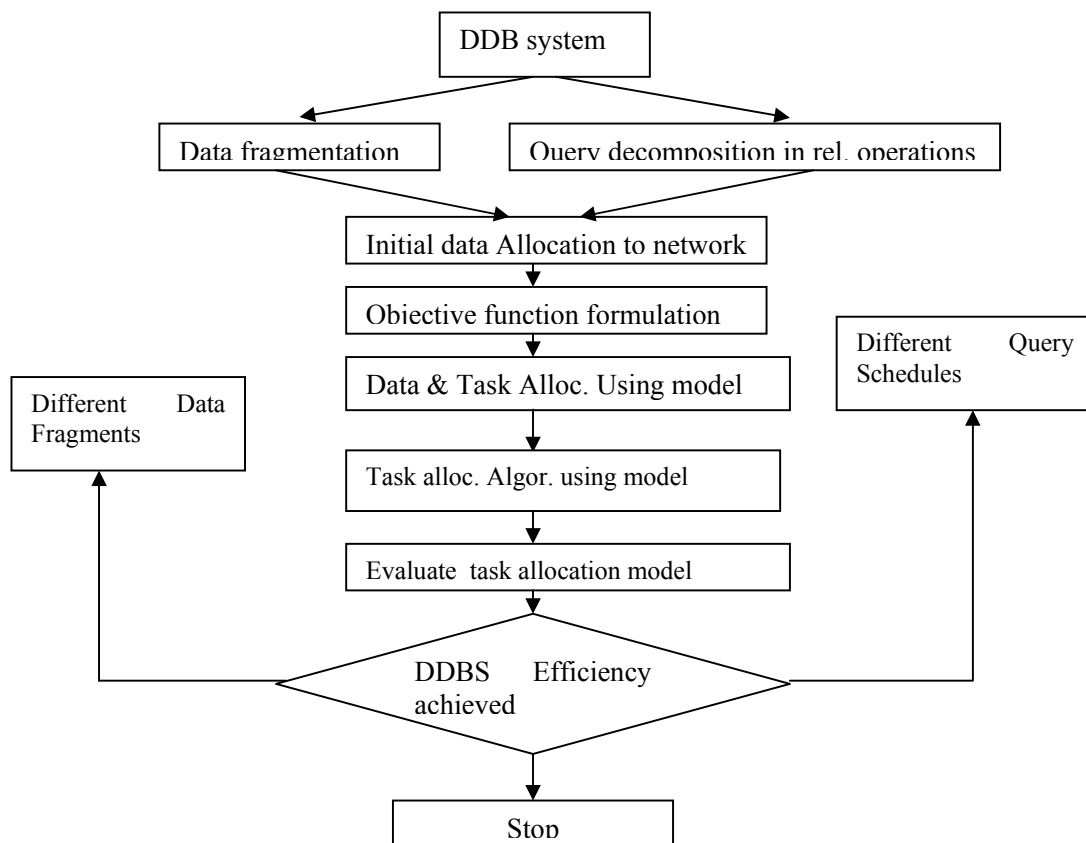 DDB system
Data fragmentation
Query decomposition in rel. operations
Initial data Allocation to network
Objective function formulation
Different Query
Schedules
Data & Task Alloc. Using model
Different Data
Fragments
Task alloc. Algor. using model
Evaluate task allocation model
DDBS Efficiency
achieved
Stop